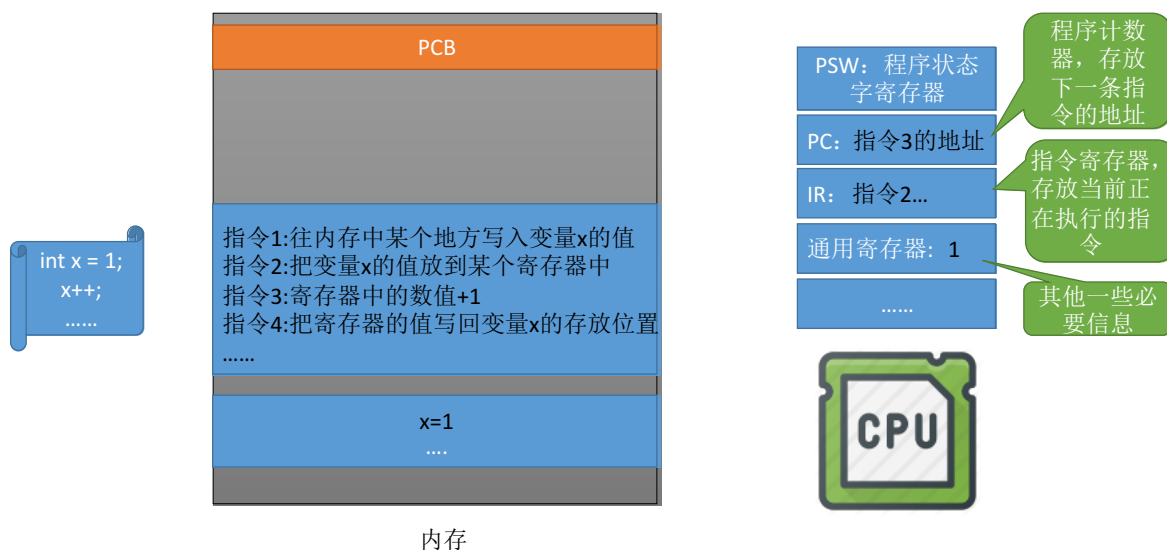 int x = 1;
x++;
……
PCB
指令1:往内存中某个地方写入变量x的值
指令2:把变量x的值放到某个寄存器中
指令3:寄存器中的数值+1
指令4:把寄存器的值写回变量x的存放位置
……
x=1
….
内存
PSW：程序状态
字寄存器
PC：指令3的地址
IR：指令2…
通用寄存器: 1
……
程序计数
器，存放
下一条指
令的地址
指令寄存器，
存放当前正
在执行的指
令
其他一些必
要信息
CPU